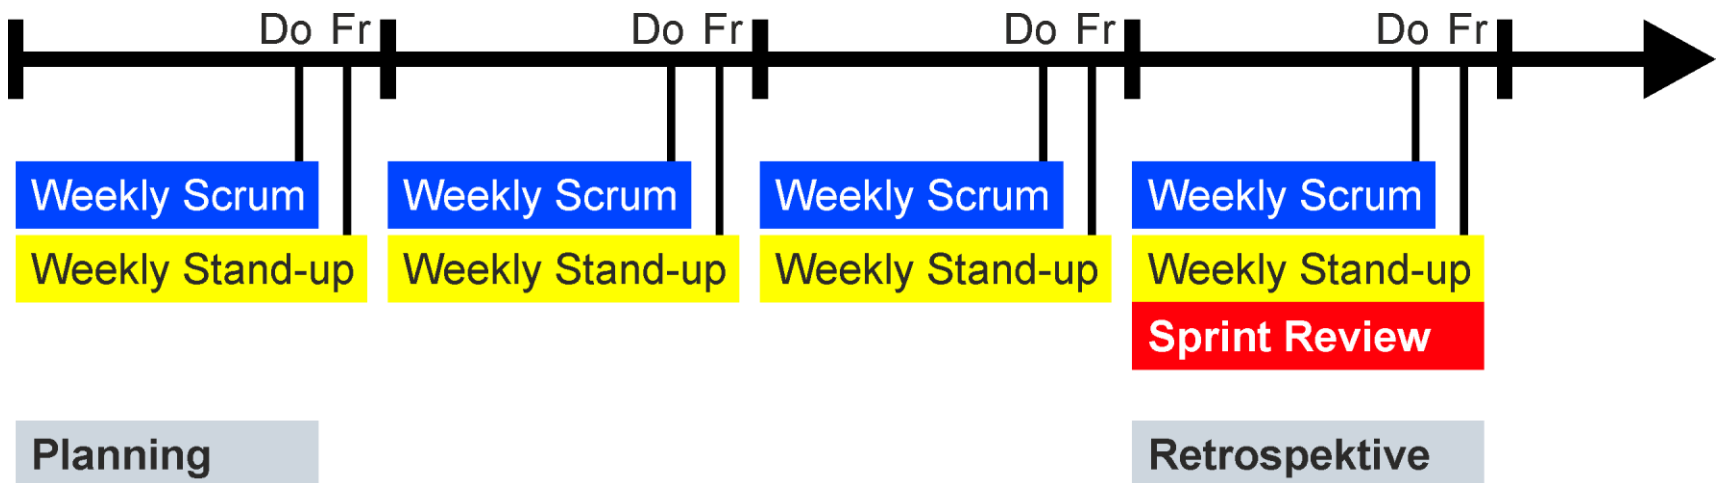 Do Fr Do Fr Do Fr Do Fr
Weekly Scrum Weekly Scrum Weekly Scrum Weekly Scrum
Weekly Stand-up Weekly Stand-up Weekly Stand-up Weekly Stand-up
Sprint Review
Planning Retrospektive